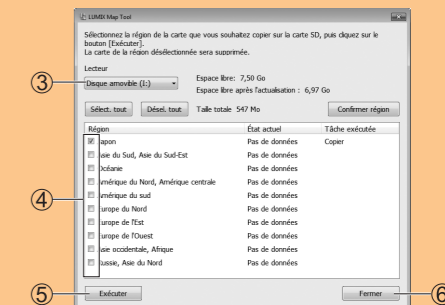 LUMIX Map Tool
Sélectionnez la région de la carte que vous souhaitez copier sur la carte SD, puis cliquez sur le
bouton [Exécuter].
La carte de la région désélectionnée sera supprimée.
Lecteur
③ Disque amovible (I:)
Espace libre: 7,50 Go
Espace libre après l'actualisation : 6,97 Go
Sélect. tout Désel. tout Taille totale 547 Mo Confirmer région
Région État actuel Tâche exécutée
apon Pas de données Copier
sie du Sud, Asie du Sud-Est Pas de données
céanie Pas de données
mérique du Nord, Amérique centrale Pas de données
④ mérique du sud Pas de données
urope du Nord Pas de données
urope de l'Est Pas de données
urope de l'Ouest Pas de données
sie occidentale, Afrique Pas de données
ussie, Asie du Nord Pas de données
⑤ Exécuter Fermer ⑥